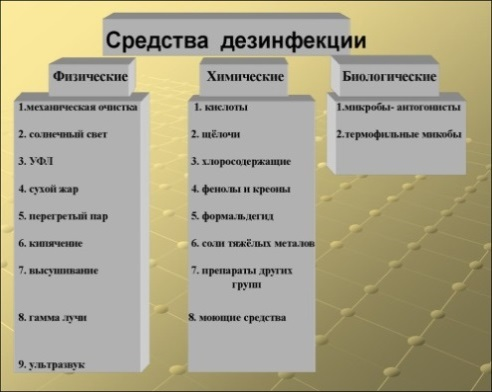 Средства дезинфекции
Физические
1.механическая очистка
2. солнечный свет
3. УФЛ
4. сухой жар
5. перегретый пар
6. кипячение
7. высушивание
8. гамма лучи
9. ультразвук
Химические
1. кислоты
2. щёлочи
3. хлоросодержащие
4. фенолы и креоны
5. формальдегид
6. соли тяжёлых металов
7. препараты других
групп
8. моющие средства
Биологические
1.микробы- антогонисты
2.термофильные микобы